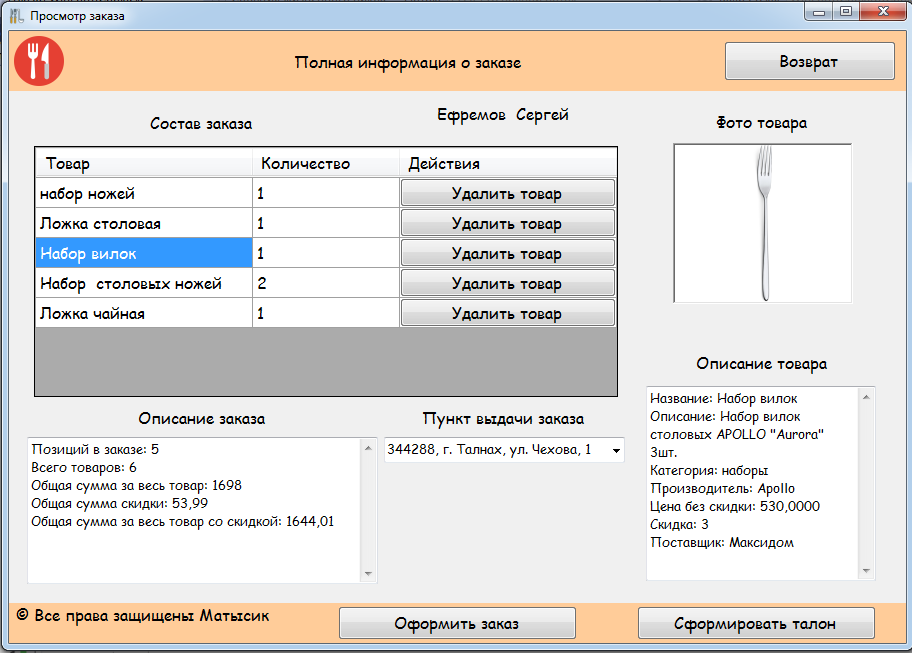 Просмотр заказа
Полная информация о заказе
Возврат
Состав заказа
Ефремов  Сергей
Фото товара
Товар Количество Действия
набор ножей 1 Удалить товар
Ложка столовая 1 Удалить товар
Набор вилок 1 Удалить товар
Набор  столовых ножей 2 Удалить товар
Ложка чайная 1 Удалить товар
Описание заказа
Позиций в заказе: 5
Всего товаров: 6
Общая сумма за весь товар: 1698
Общая сумма скидки: 53,99
Общая сумма за весь товар со скидкой: 1644,01
Пункт выдачи заказа
344288, г. Талнах, ул. Чехова, 1
Описание товара
Название: Набор вилок
Описание: Набор вилок
столовых APOLLO "Aurora"
3шт.
Категория: наборы
Производитель: Apollo
Цена без скидки: 530,0000
Скидка: 3
Поставщик: Максидом
© Все права защищены Матысик
Оформить заказ
Сформировать талон